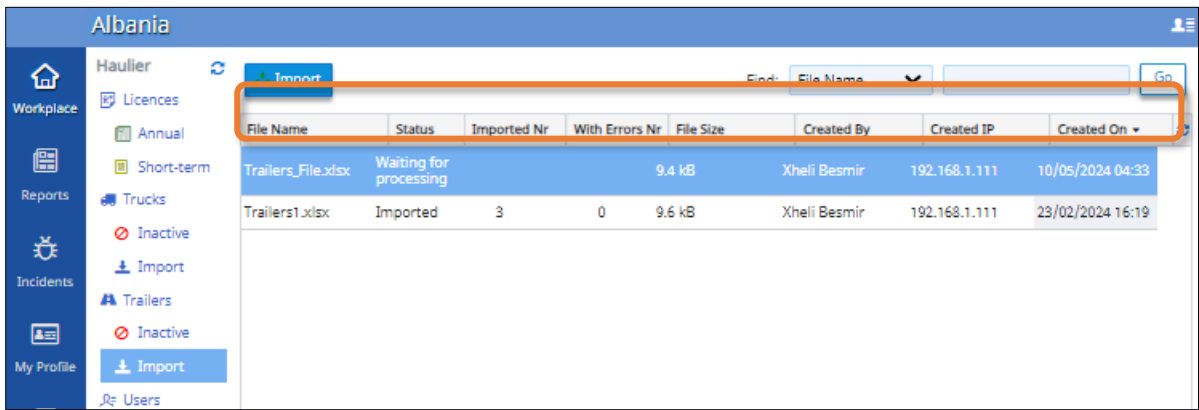 Albania
Workplace
Reports
Incidents
My Profile
Haulier
Licences
Annual
Short-term
Trucks
Inactive
Import
Trailers
Inactive
Import
Users
Import
Find: File Name Go
File Name Status Imported Nr With Errors Nr File Size Created By Created IP Created On
Trailers_File.xlsx Waiting for processing 9.4 kB Xheli Besmir 192.168.1.111 10/05/2024 04:33
Trailers1.xlsx Imported 3 0 9.6 kB Xheli Besmir 192.168.1.111 23/02/2024 16:19